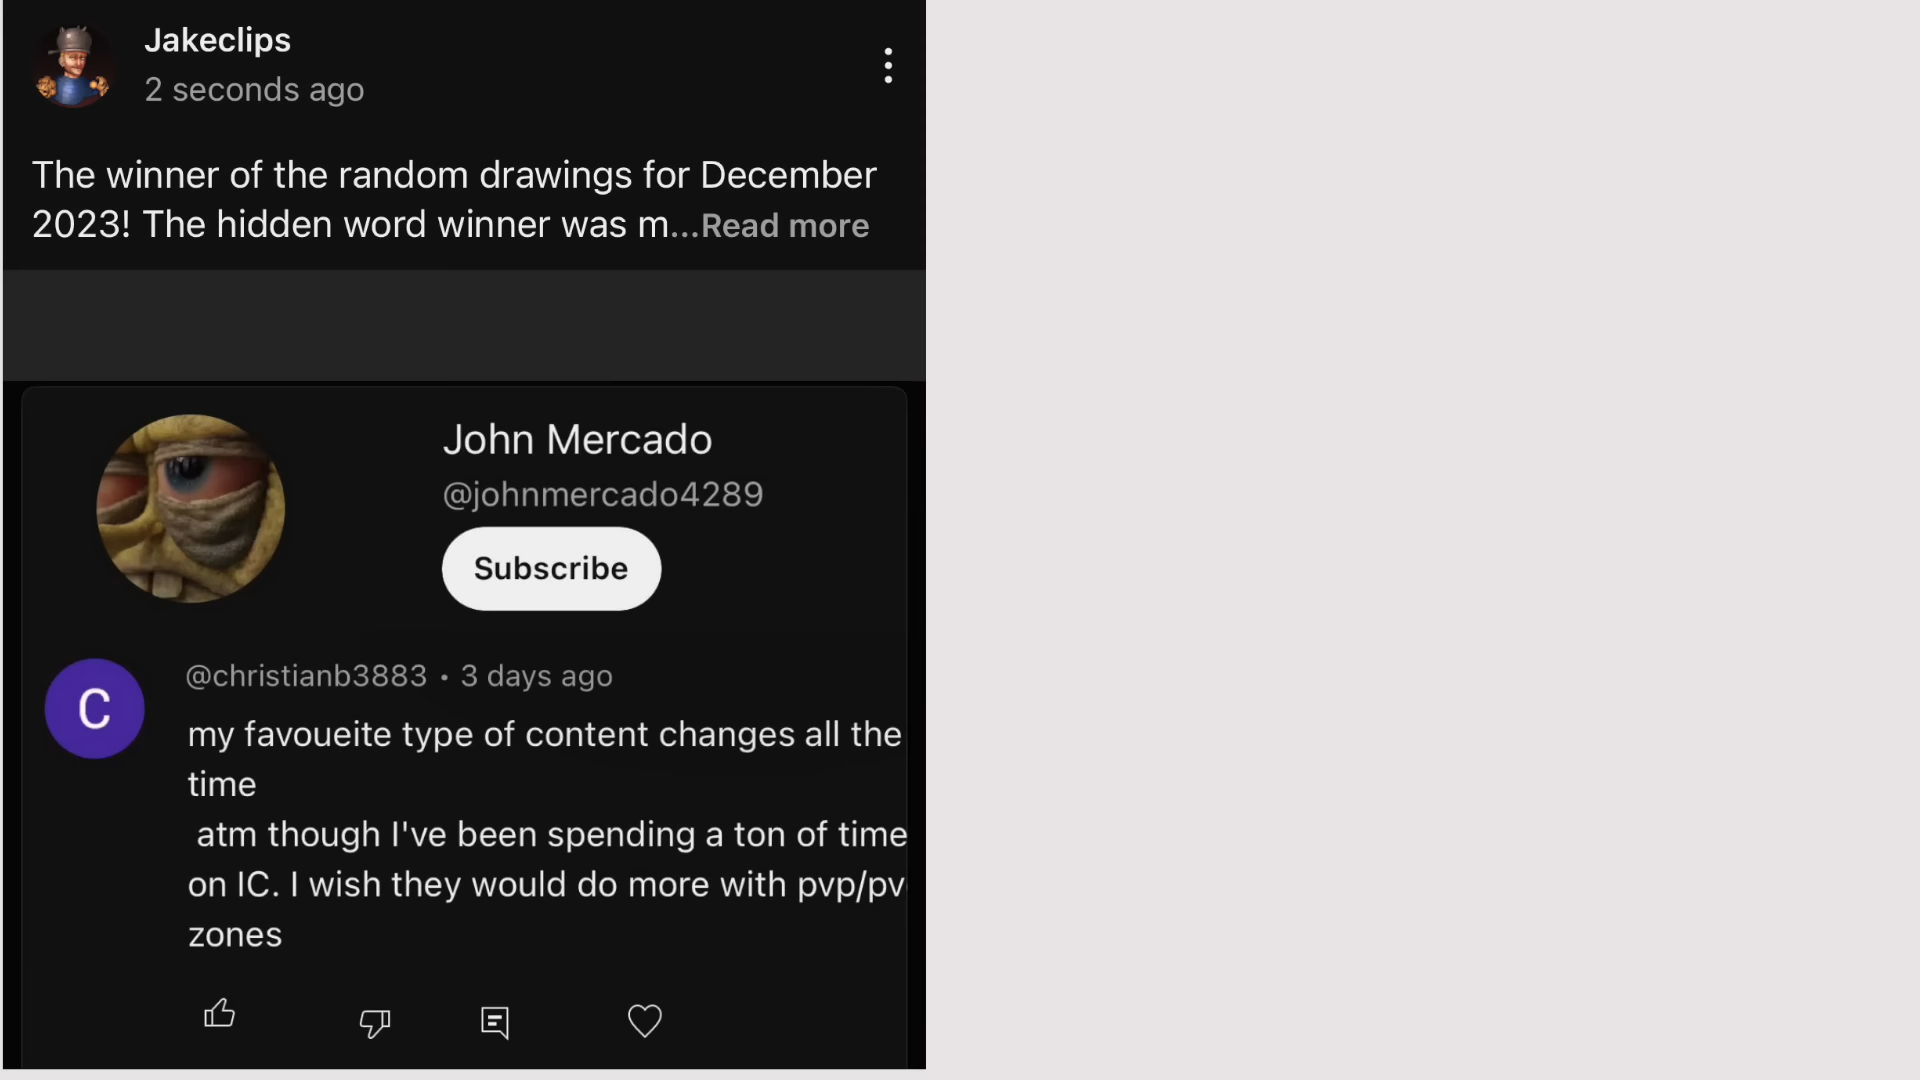 Jakeclips
2 seconds ago
The winner of the random drawings for December
2023! The hidden word winner was m...Read more
John Mercado
@johnmercado4289
Subscribe
C
@christianb3883 • 3 days ago
my favoueite type of content changes all the
time
atm though I've been spending a ton of time
on IC. I wish they would do more with pvp/pv
zones